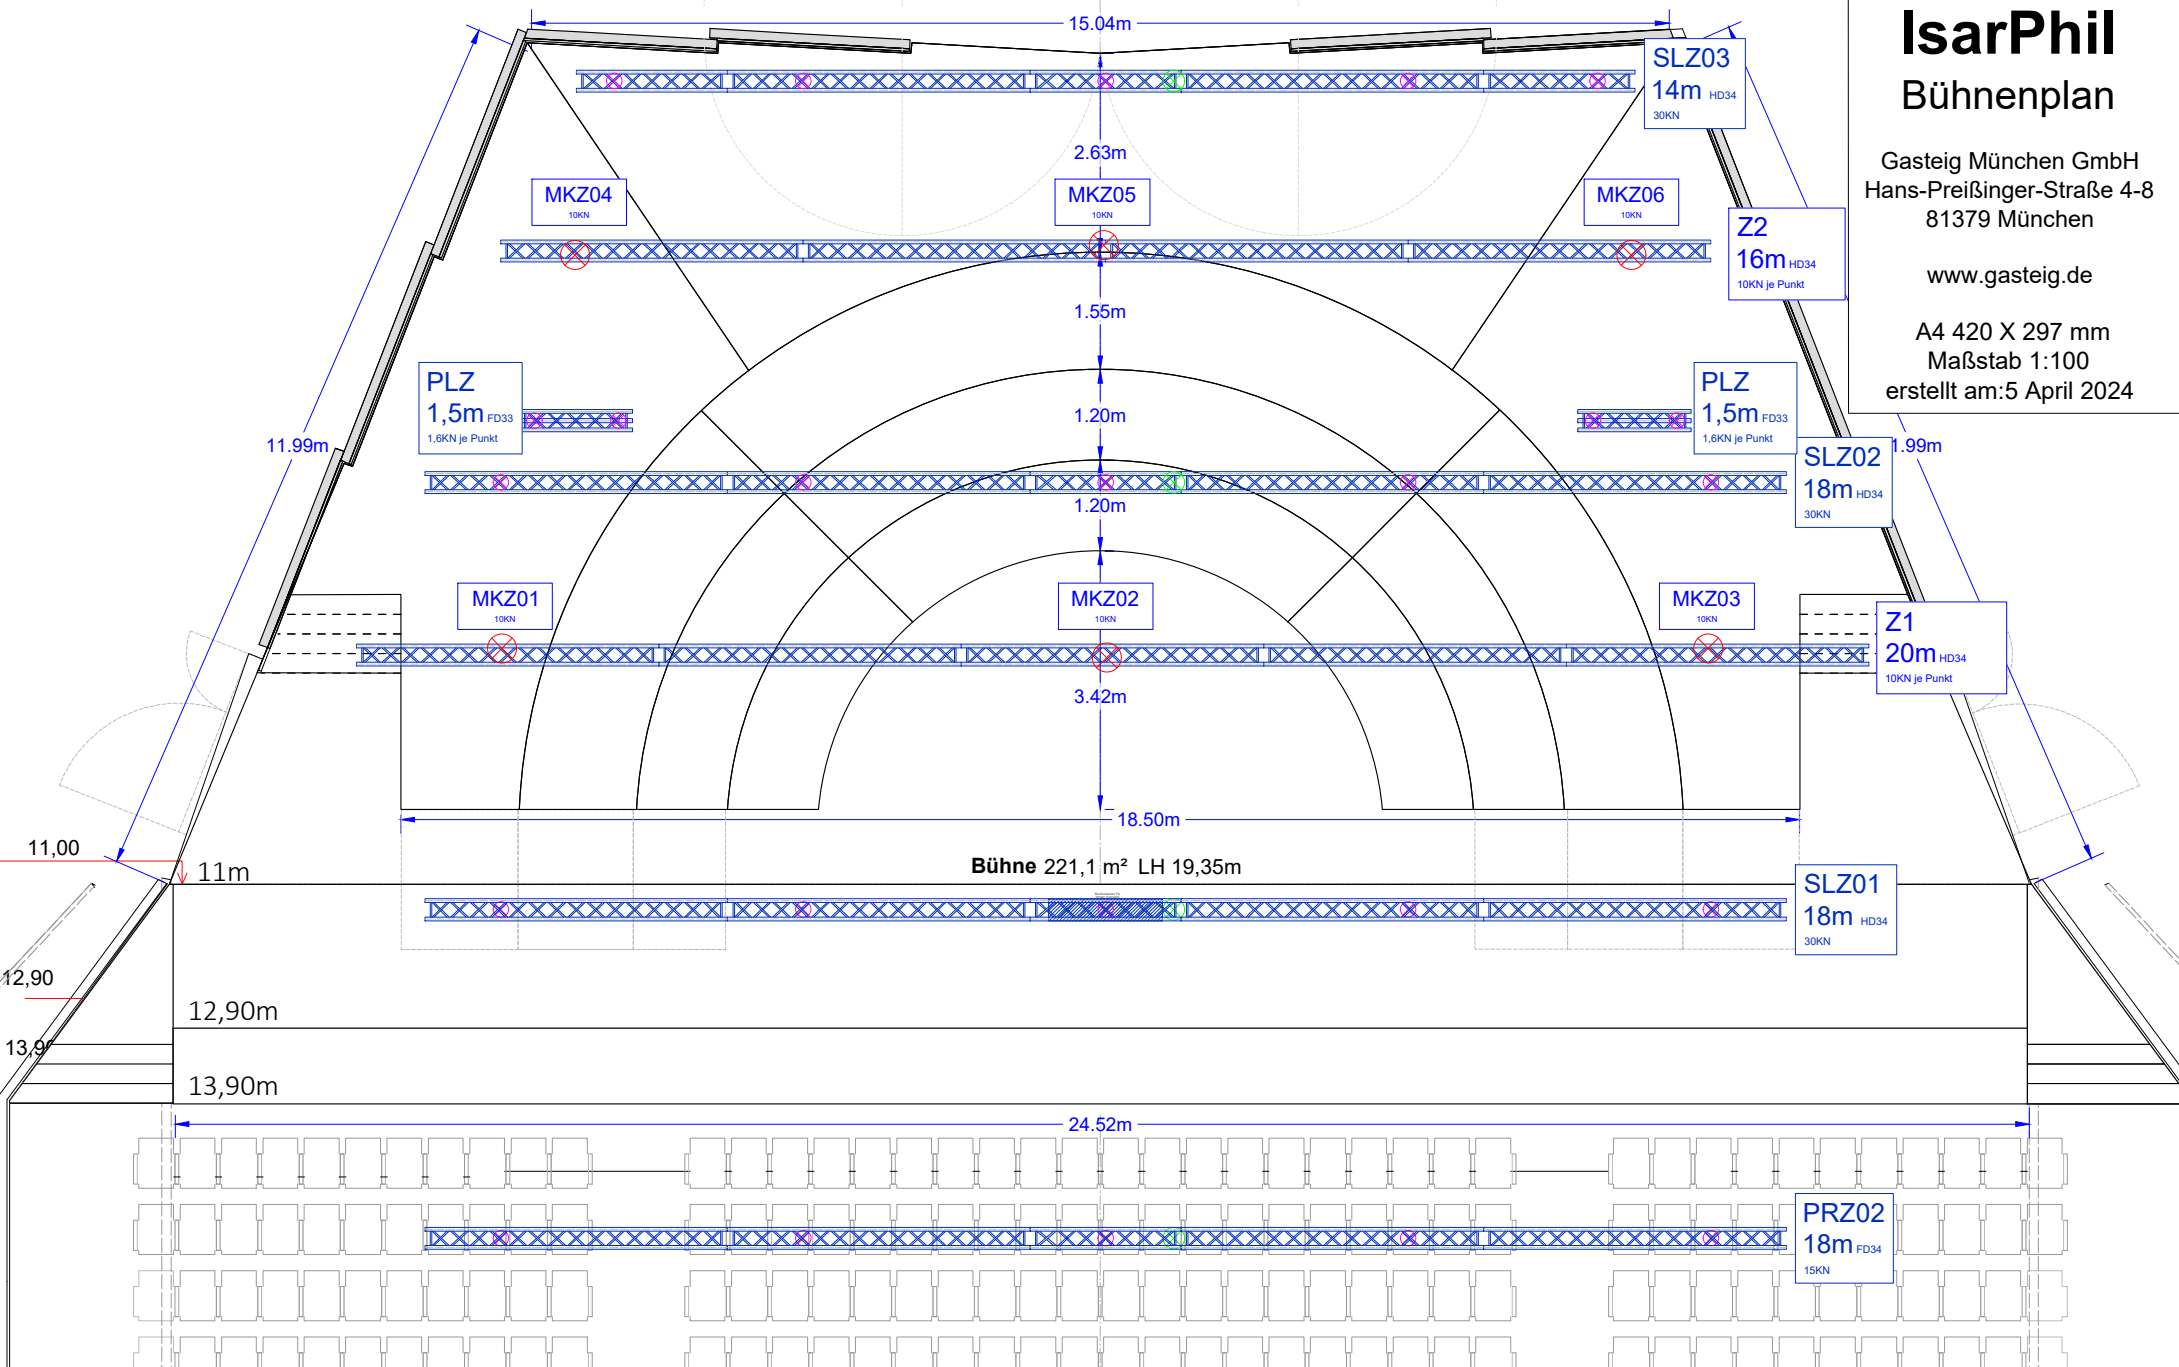 IsarPhil
Bühnenplan
Gasteig München GmbH
Hans-Preißinger-Straße 4-8
81379 München
www.gasteig.de
A4 420 X 297 mm
Maßstab 1:100
erstellt am:5 April 2024
15.04m
SLZ03
14m HD34
30KN
2.63m
MKZ04
10KN
MKZ05
10KN
MKZ06
10KN
Z2
16m HD34
10KN je Punkt
1.55m
PLZ
1,5m FD33
1,6KN je Punkt
PLZ
1,5m FD33
1,6KN je Punkt
1.20m
11.99m
1.99m
SLZ02
18m HD34
30KN
1.20m
MKZ01
10KN
MKZ02
10KN
MKZ03
10KN
Z1
20m HD34
10KN je Punkt
3.42m
18.50m
11,00
11m
Bühne 221,1 m² LH 19,35m
SLZ01
18m HD34
30KN
12,90
12,90m
13,9
13,90m
24.52m
PRZ02
18m FD34
15KN